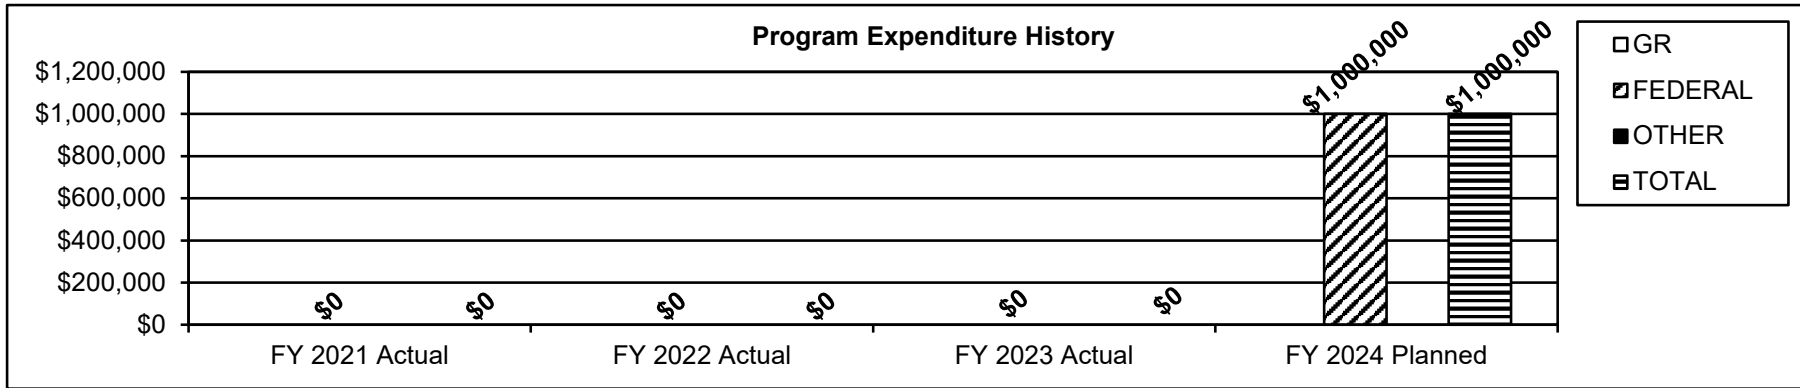 Program Expenditure History
$1,200,000
$1,000,000
$800,000
$600,000
$400,000
$200,000
$0
$0 $0 $0 $0 $0 $0 $1,000,000 $1,000,000
FY 2021 Actual FY 2022 Actual FY 2023 Actual FY 2024 Planned
GR
FEDERAL
OTHER
TOTAL